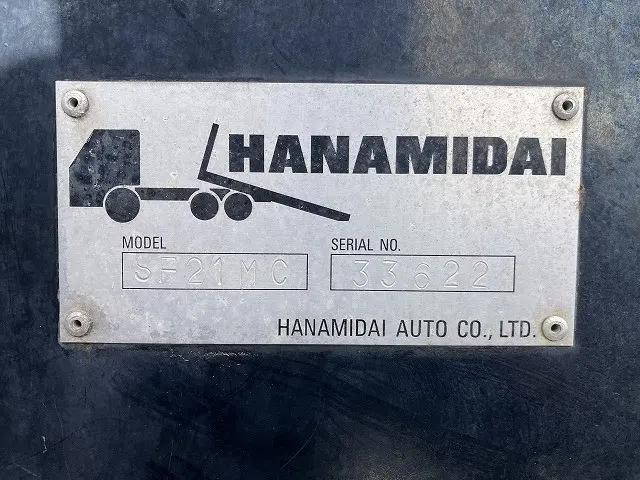 HANAMIDAI
MODEL SERIAL NO.
SF21MC 33622
HANAMIDAI AUTO CO., LTD.